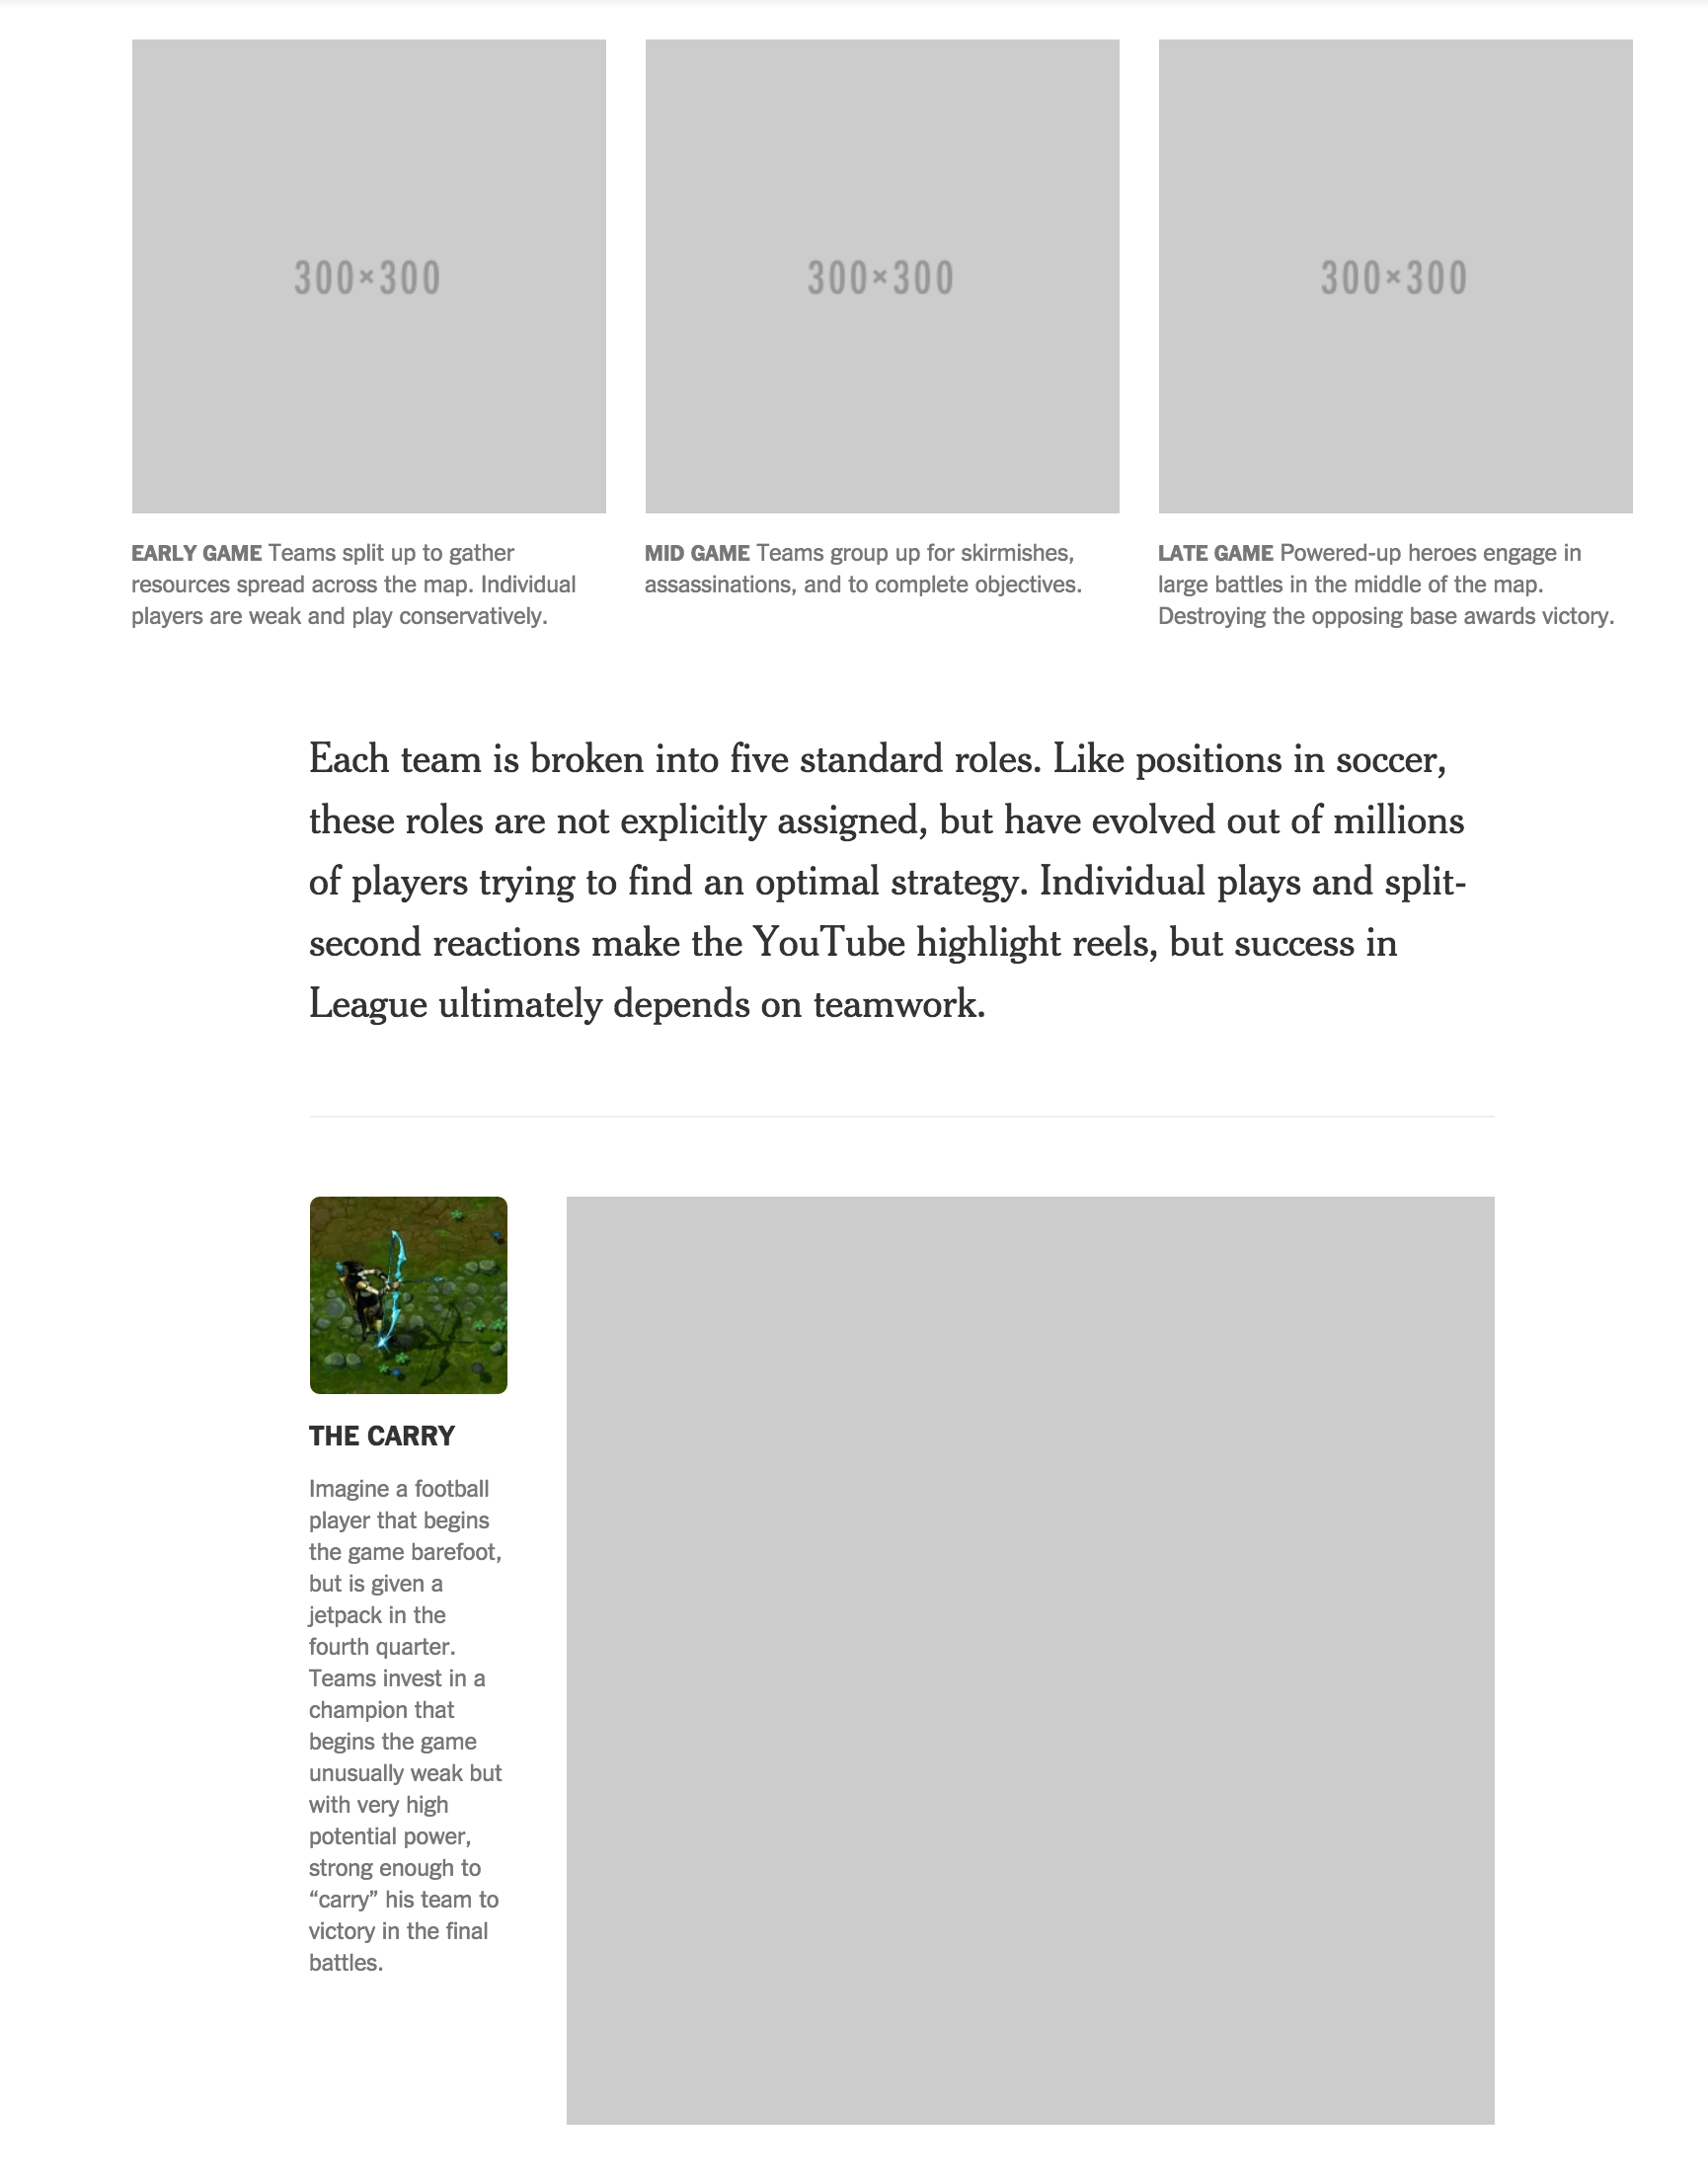 300×300
300×300
300×300
EARLY GAME Teams split up to gather
resources spread across the map. Individual
players are weak and play conservatively.
MID GAME Teams group up for skirmishes,
assassinations, and to complete objectives.
LATE GAME Powered-up heroes engage in
large battles in the middle of the map.
Destroying the opposing base awards victory.
Each team is broken into five standard roles. Like positions in soccer,
these roles are not explicitly assigned, but have evolved out of millions
of players trying to find an optimal strategy. Individual plays and split-
second reactions make the YouTube highlight reels, but success in
League ultimately depends on teamwork.
THE CARRY
Imagine a football
player that begins
the game barefoot,
but is given a
jetpack in the
fourth quarter.
Teams invest in a
champion that
begins the game
unusually weak but
with very high
potential power,
strong enough to
“carry” his team to
victory in the final
battles.